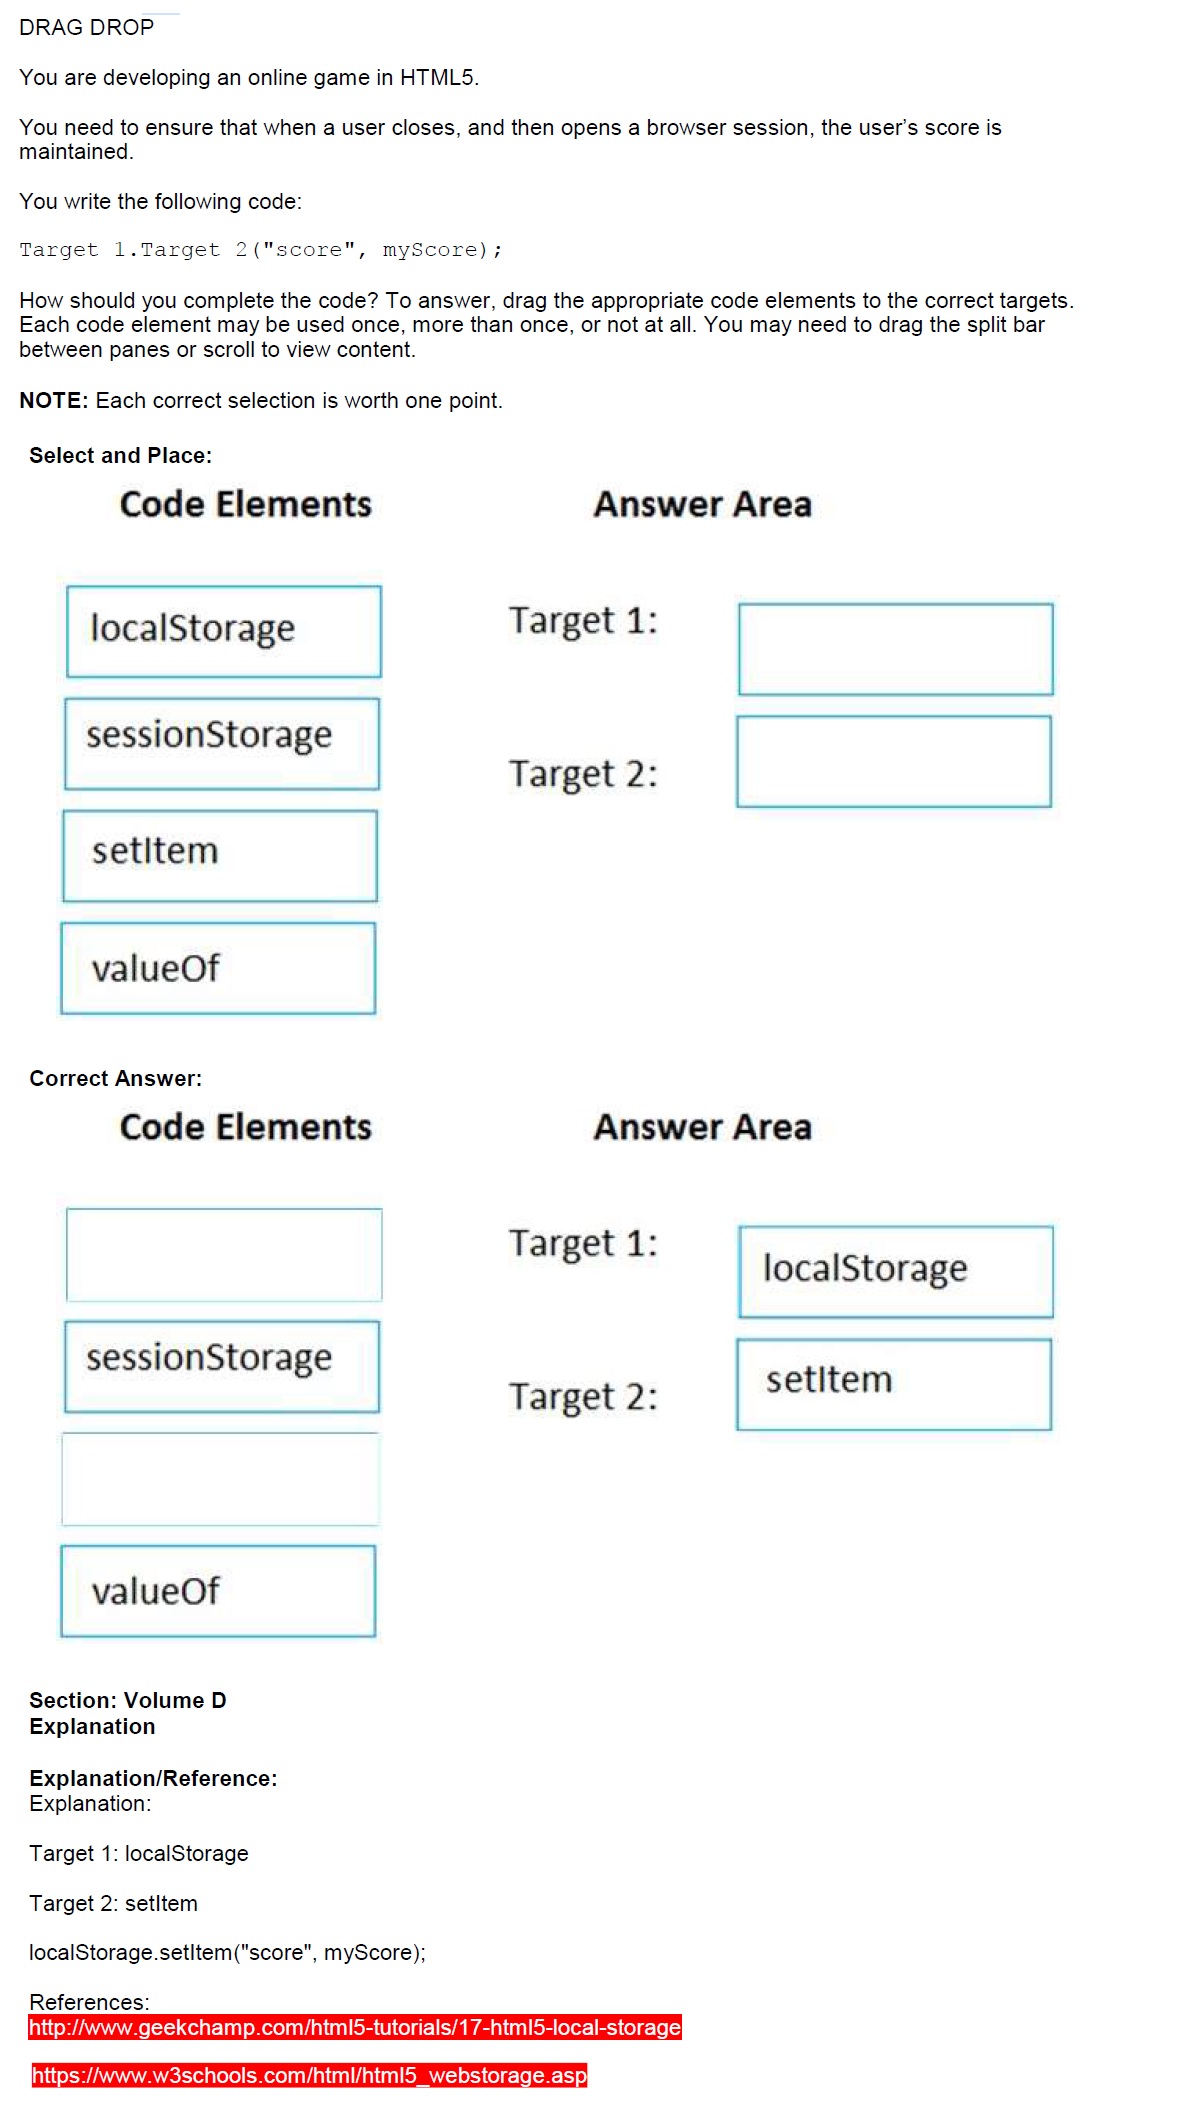 DRAG DROP
You are developing an online game in HTML5.
You need to ensure that when a user closes, and then opens a browser session, the user’s score is
maintained.
You write the following code:
Target 1.Target 2("score", myScore);
How should you complete the code? To answer, drag the appropriate code elements to the correct targets.
Each code element may be used once, more than once, or not at all. You may need to drag the split bar
between panes or scroll to view content.
NOTE: Each correct selection is worth one point.
Select and Place:
Code Elements
Answer Area
localStorage
Target 1:
sessionStorage
Target 2:
setItem
valueOf
Correct Answer:
Code Elements
Answer Area
Target 1:
localStorage
sessionStorage
Target 2:
setItem
valueOf
Section: Volume D
Explanation
Explanation/Reference:
Explanation:
Target 1: localStorage
Target 2: setItem
localStorage.setItem("score", myScore);
References:
http://www.geekchamp.com/html5-tutorials/17-html5-local-storage
https://www.w3schools.com/html/html5_webstorage.asp